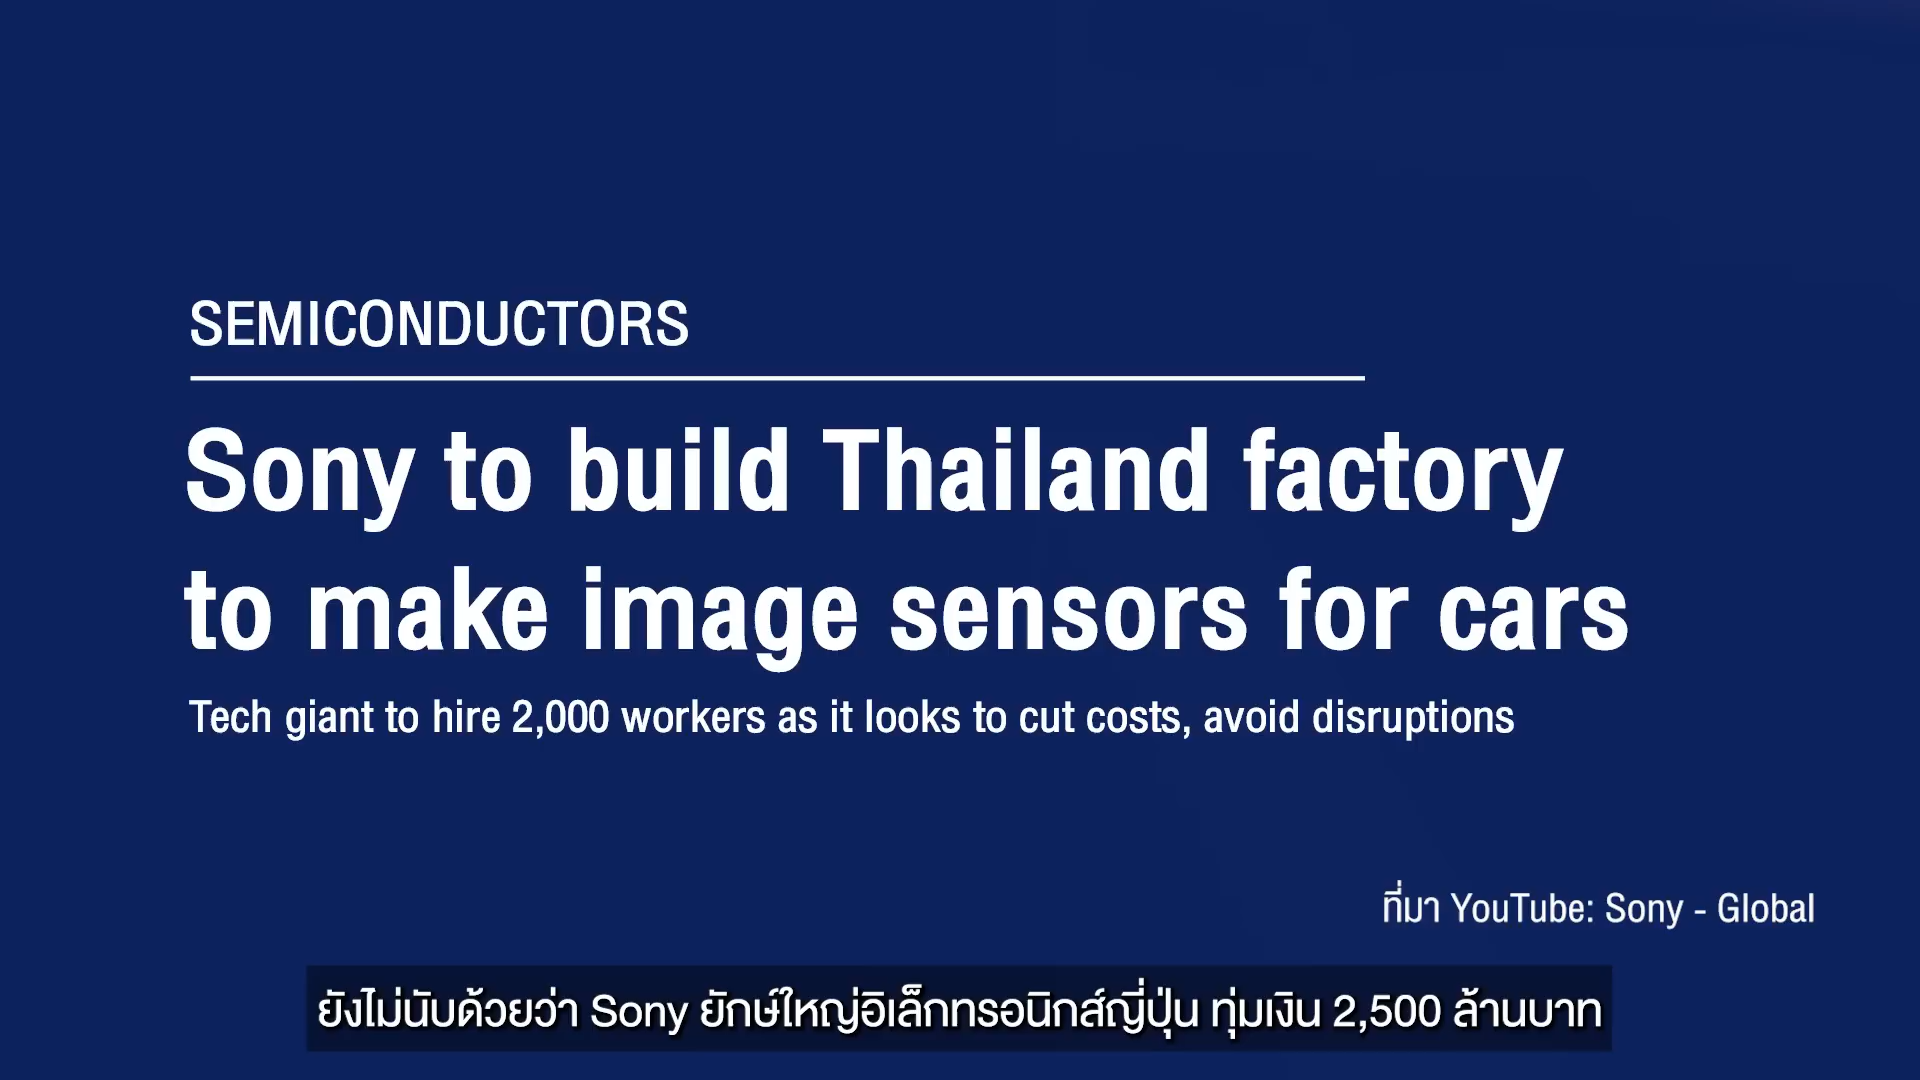 SEMICONDUCTORS
Sony to build Thailand factory
to make image sensors for cars
Tech giant to hire 2,000 workers as it looks to cut costs, avoid disruptions
ที่มา YouTube: Sony - Global
ยังไม่นับด้วยว่า Sony ยักษ์ใหญ่อิเล็กทรอนิกส์ญี่ปุ่น ทุ่มเงิน 2,500 ล้านบาท